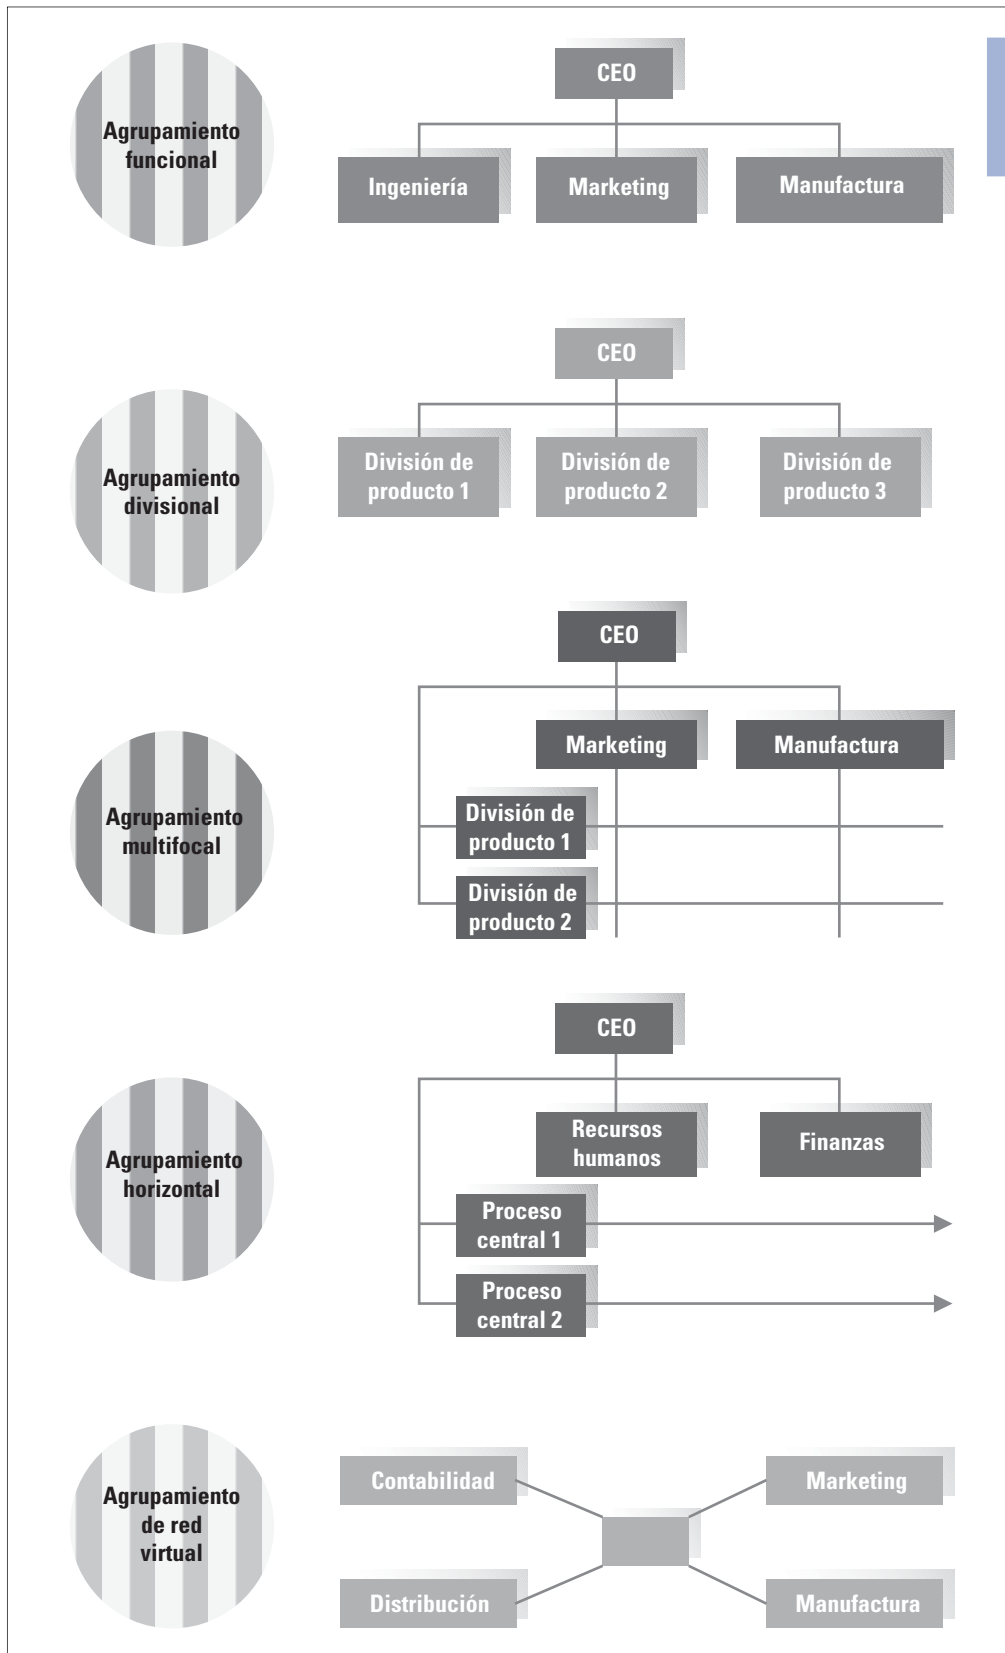 Agrupamiento
funcional
CEO
Ingeniería
Marketing
Manufactura
Agrupamiento
divisional
CEO
División de
producto 1
División de
producto 2
División de
producto 3
Agrupamiento
multifocal
CEO
Marketing
Manufactura
División de
producto 1
División de
producto 2
Agrupamiento
horizontal
CEO
Recursos
humanos
Finanzas
Proceso
central 1
Proceso
central 2
Agrupamiento
de red
virtual
Contabilidad
Marketing
Distribución
Manufactura